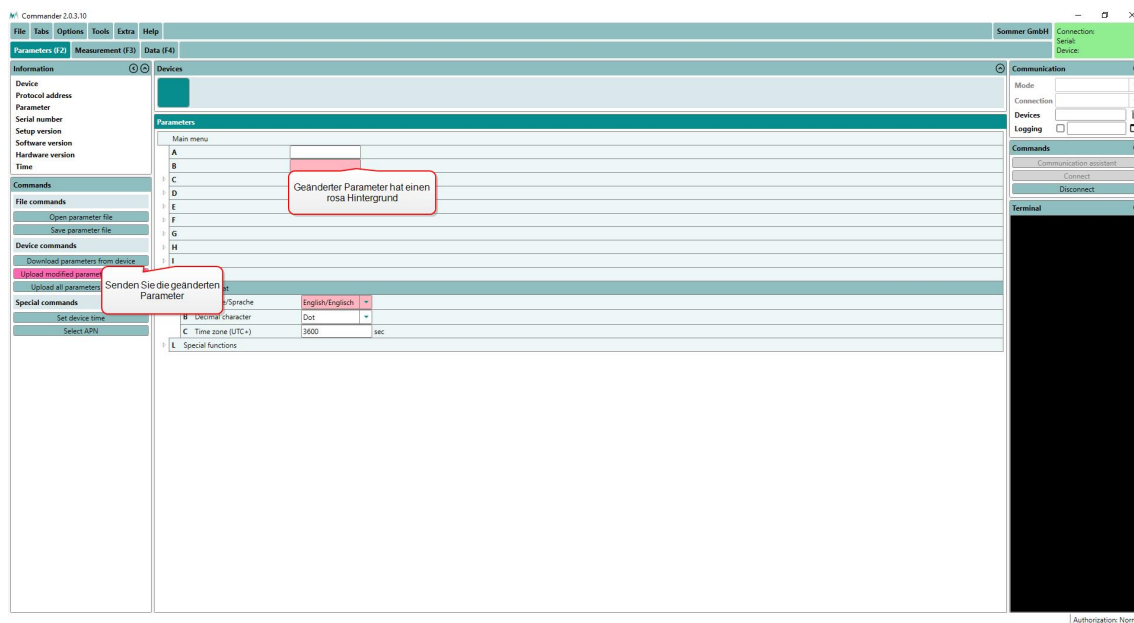 Commander 2.0.3.10
File Tabs Options Tools Extra Help
Sommer GmbH
Connection:
Serial:
Device:
Parameters (F2) Measurement (F3) Data (F4)
Information
Device
Protocol address
Parameter
Serial number
Setup version
Software version
Hardware version
Time
Commands
File commands
Open parameter file
Save parameter file
Device commands
Download parameters from device
Upload modified
Upload all parameters
Special commands
Set device time
Select APN
Senden Sie die geänderten
Parameter
Devices
Parameters
Main menu
A
B
C
D
E
F
G
H
I
Geänderter Parameter hat einen
rosa Hintergrund
/Sprache English/Englisch
B Decimal character Dot
C Time zone (UTC+) 3600 sec
L Special functions
Communication
Mode
Connection
Devices
Logging
Commands
Communication assistant
Connect
Disconnect
Terminal
Authorization: Norm